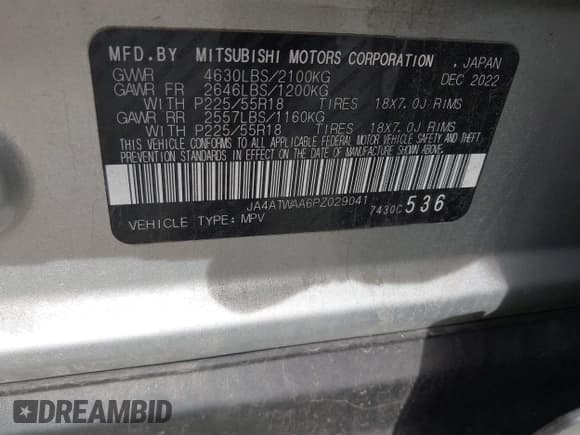 MFD.BY MITSUBISHI MOTORS CORPORATION , JAPAN
GVWR 4630LBS/2100KG DEC 2022
GAWR FR 2646LBS/1200KG
WITH P225/55R18 TIRES 18X7.0J RIMS
GAWR RR 2557LBS/1160KG
WITH P225/55R18 TIRES 18X7.0J RIMS
THIS VEHICLE CONFORMS TO ALL APPLICABLE FEDERAL MOTOR VEHICLE SAFETY AND THEFT
PREVENTION STANDARDS IN EFFECT ON THE DATE OF MANUFACTURE SHOWN ABOVE.
JA4ATWAA6PZ029041
VEHICLE TYPE: MPV 7430C 536
DREAMBID